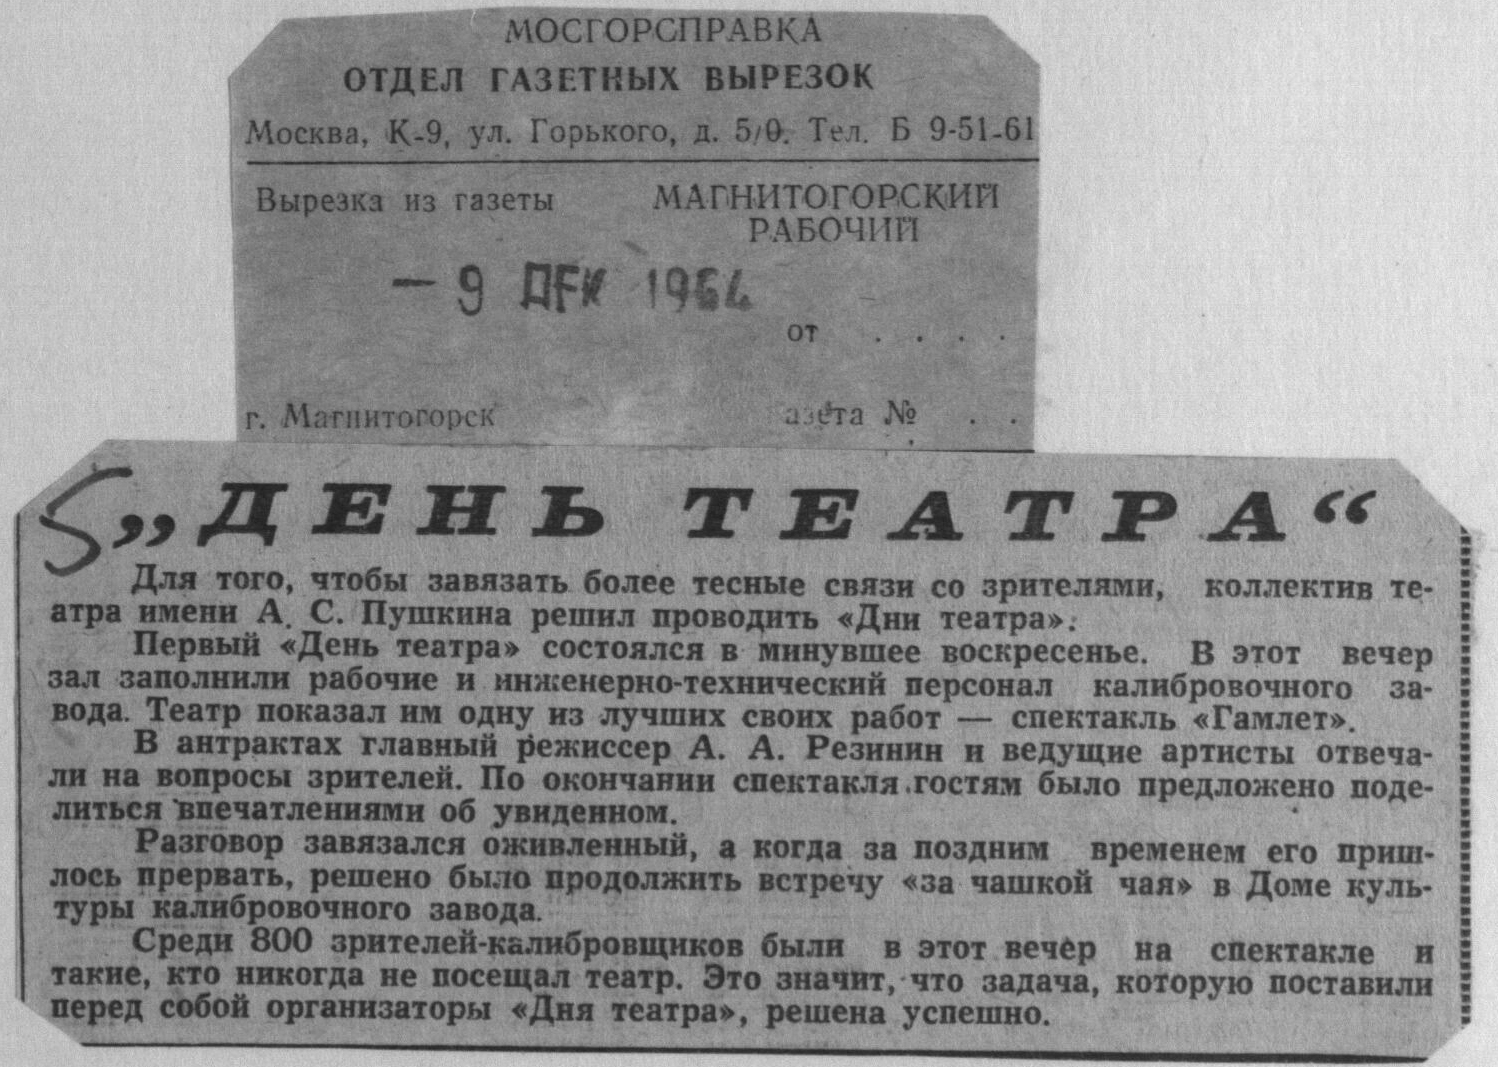 МОСГОРСПРАВКА
ОТДЕЛ ГАЗЕТНЫХ ВЫРЕЗОК
Москва, К-9, ул. Горького, д. 5/6. Тел. Б 9-51-61
Вырезка из газеты МАГНИТОГОРСКИЙ
РАБОЧИЙ
— 9 ДЕК 1964
от . . . .
г. Магнитогорск азета № . .
„ДЕНЬ ТЕАТРА“
Для того, чтобы завязать более тесные связи со зрителями, коллектив те-
атра имени А. С. Пушкина решил проводить «Дни театра».
Первый «День театра» состоялся в минувшее воскресенье. В этот вечер
зал заполнили рабочие и инженерно-технический персонал калибровочного за-
вода. Театр показал им одну из лучших своих работ — спектакль «Гамлет».
В антрактах главный режиссер А. А. Резинин и ведущие артисты отвеча-
ли на вопросы зрителей. По окончании спектакля гостям было предложено поде-
литься впечатлениями об увиденном.
Разговор завязался оживленный, а когда за поздним временем его приш-
лось прервать, решено было продолжить встречу «за чашкой чая» в Доме куль-
туры калибровочного завода.
Среди 800 зрителей-калибровщиков были в этот вечер на спектакле и
такие, кто никогда не посещал театр. Это значит, что задача, которую поставили
перед собой организаторы «Дня театра», решена успешно.